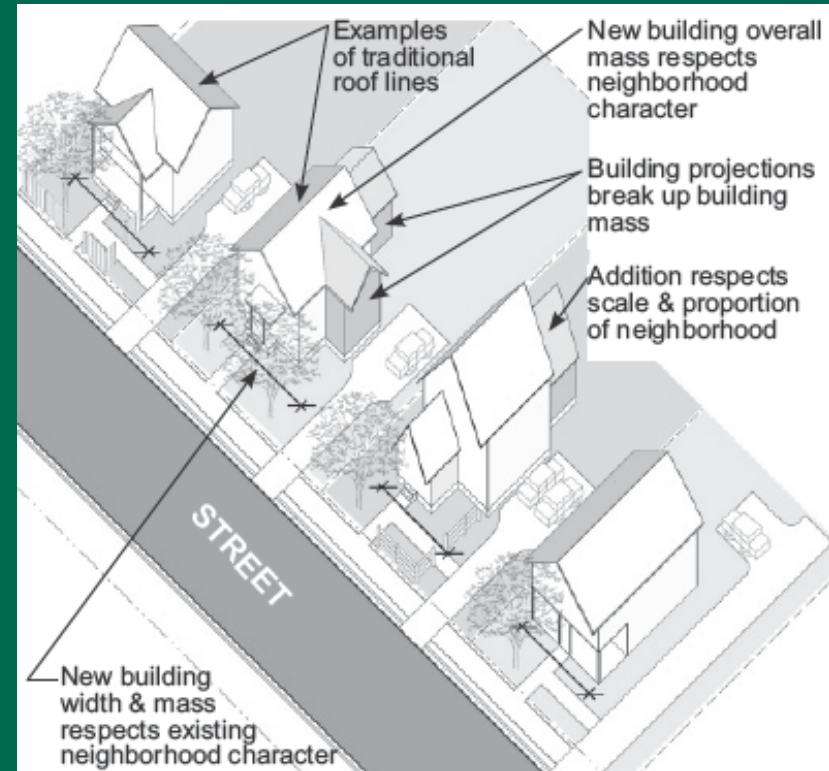 Examples
of traditional
roof lines
New building overall
mass respects
neighborhood
character
Building projections
break up building
mass
Addition respects
scale & proportion
of neighborhood
STREET
New building
width & mass
respects existing
neighborhood character